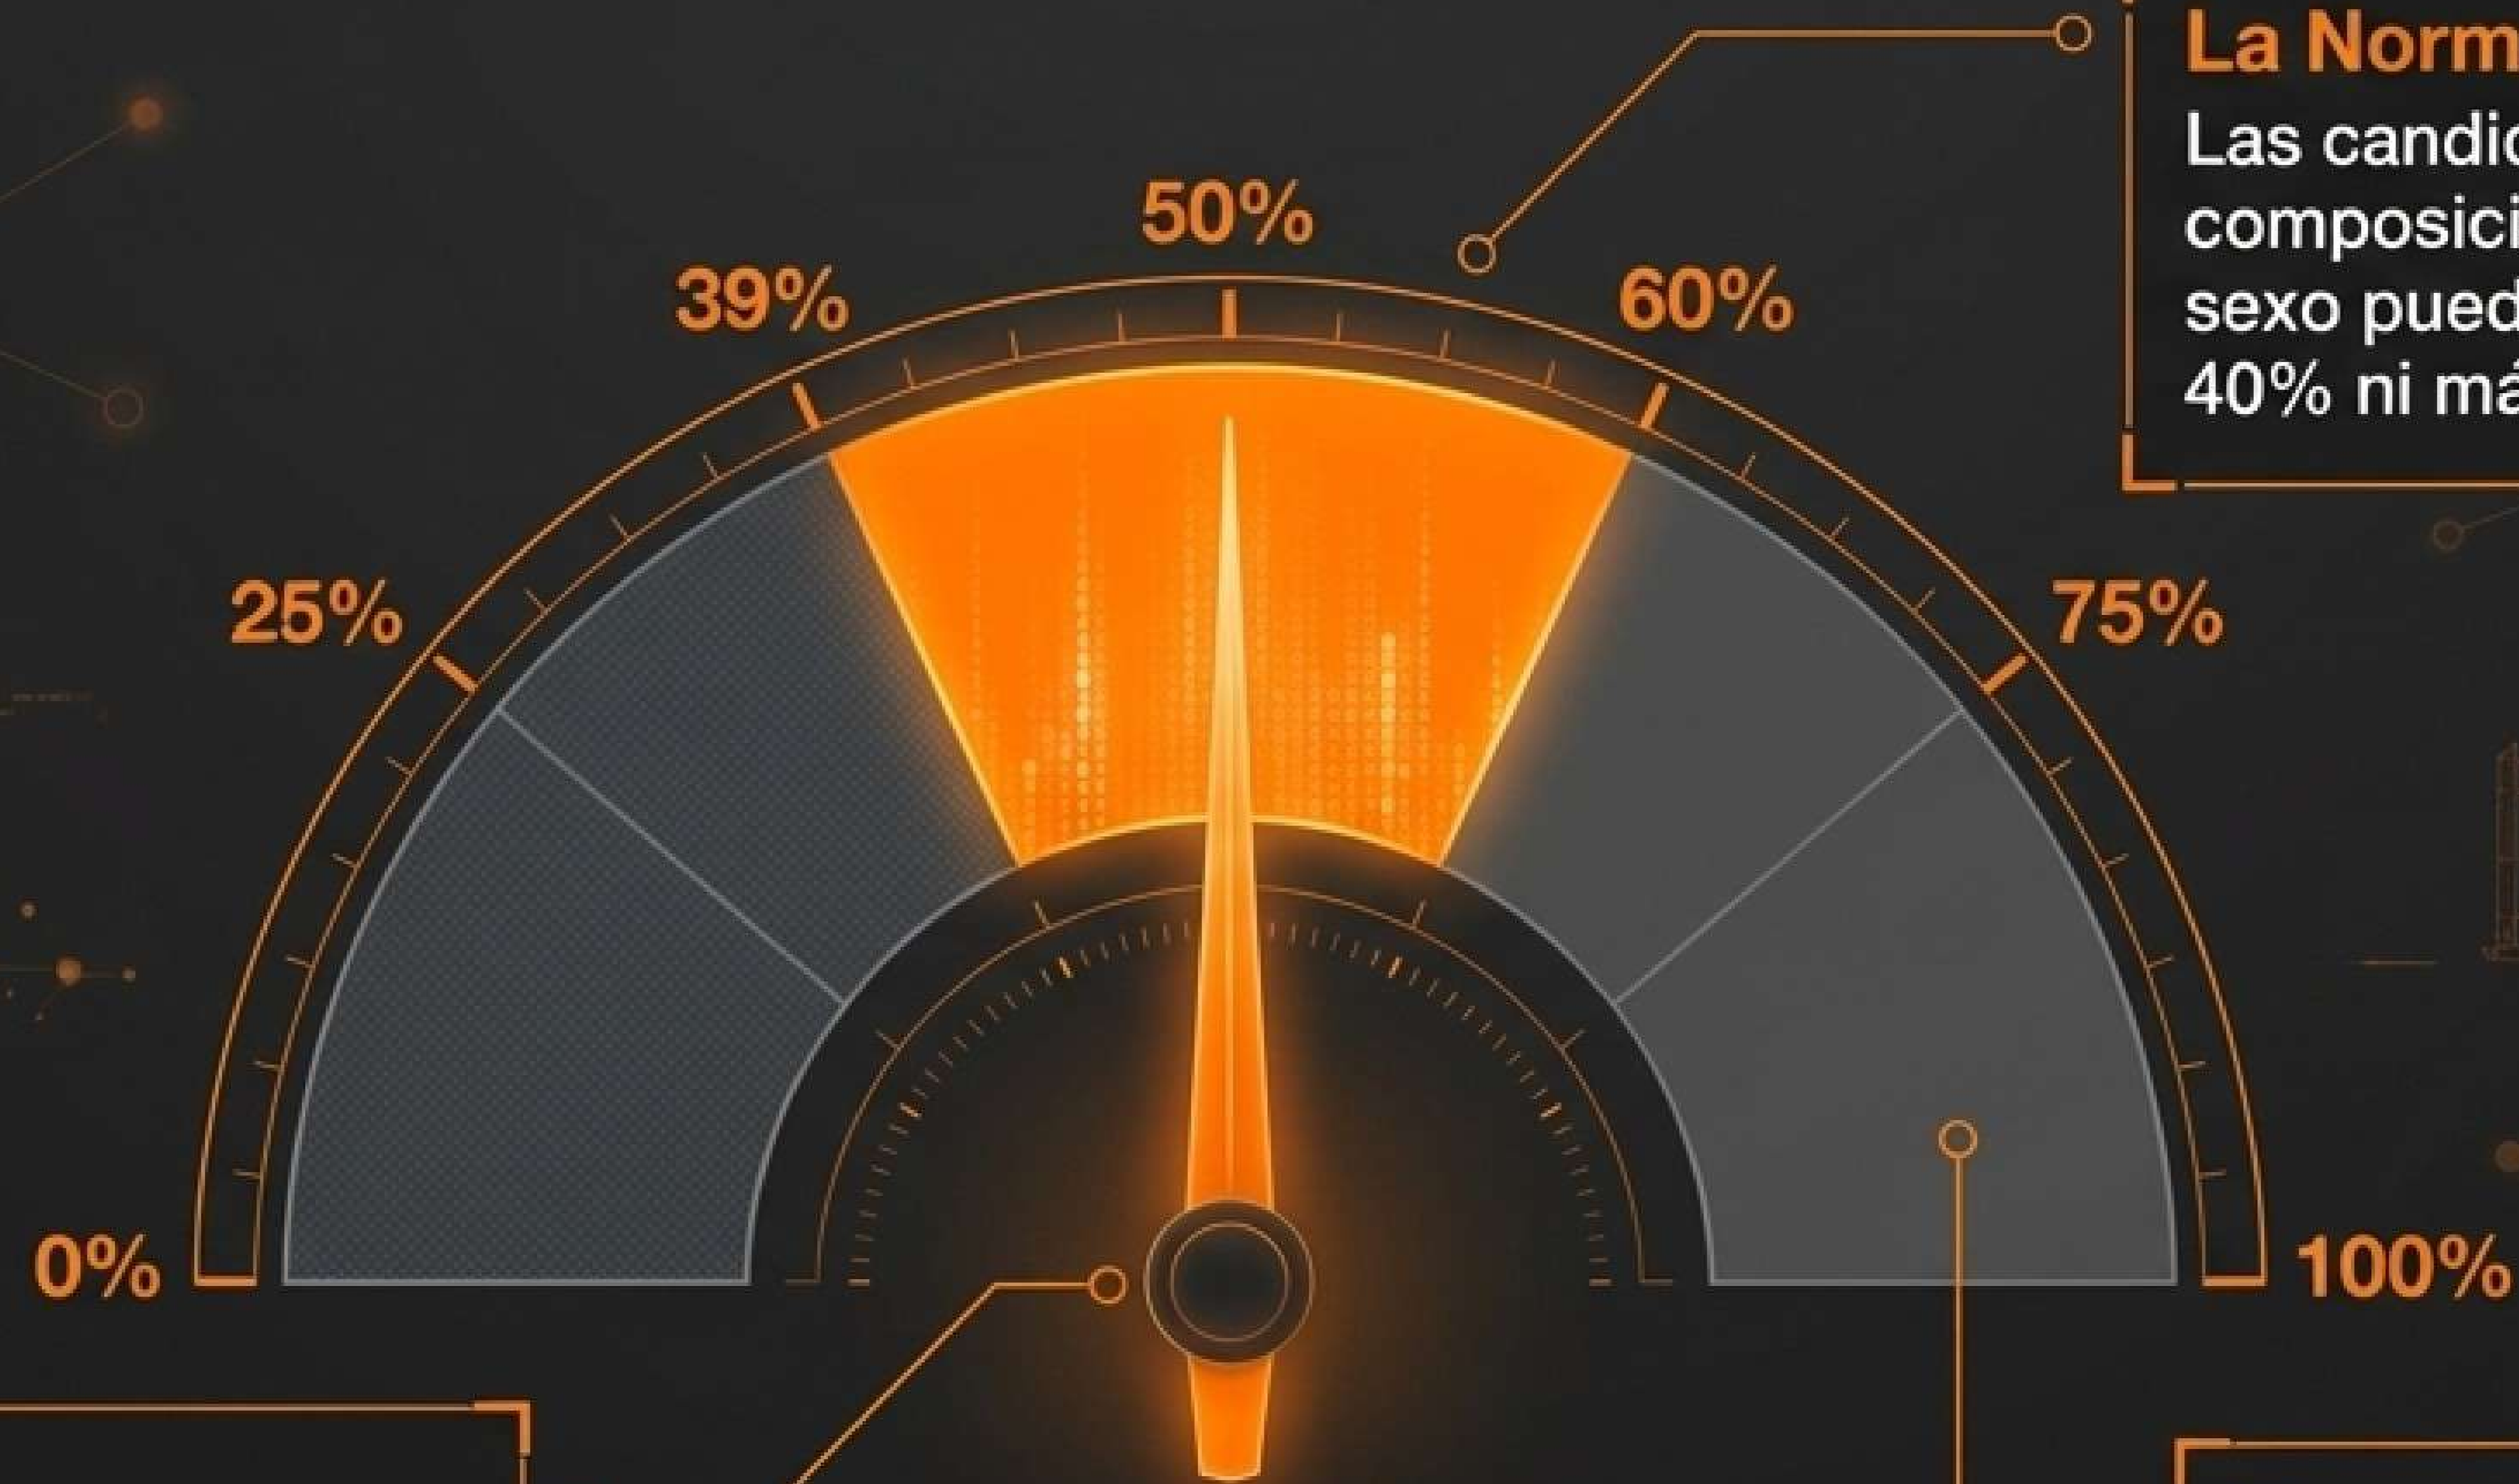 La Norm
Las candid
composici
sexo pued
40% ni má
50%
39%
60%
25%
75%
0%
100%